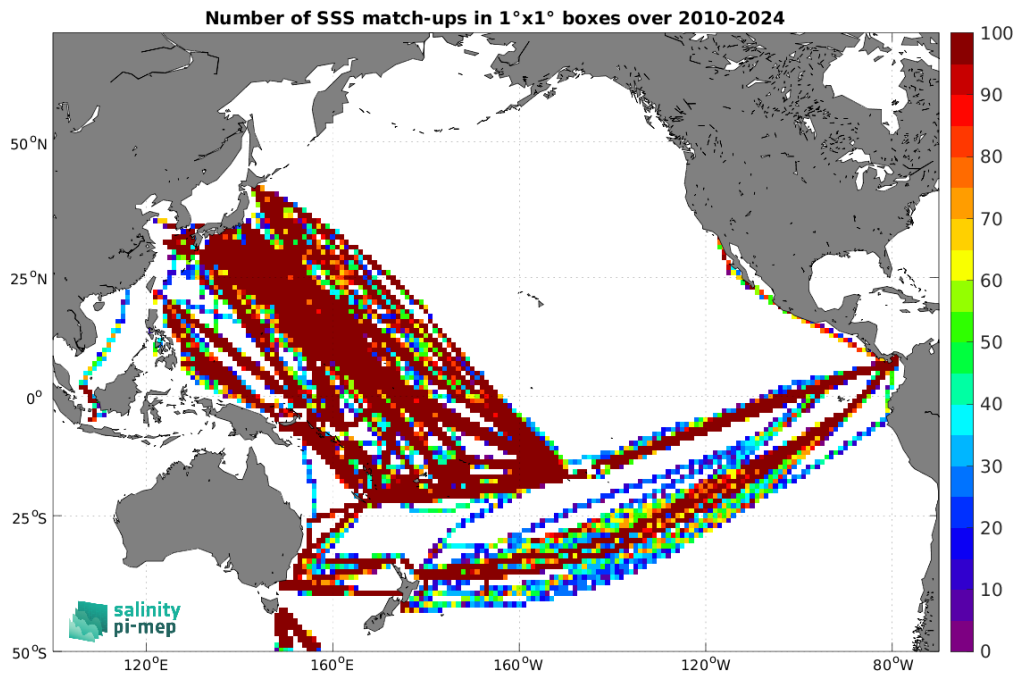 Number of SSS match-ups in 1°x1° boxes over 2010-2024
50°N
25°N
0°
25°S
50°S
120°E
160°E
160°W
120°W
80°W
100
90
80
70
60
50
40
30
20
10
0
salinity
pi-mep